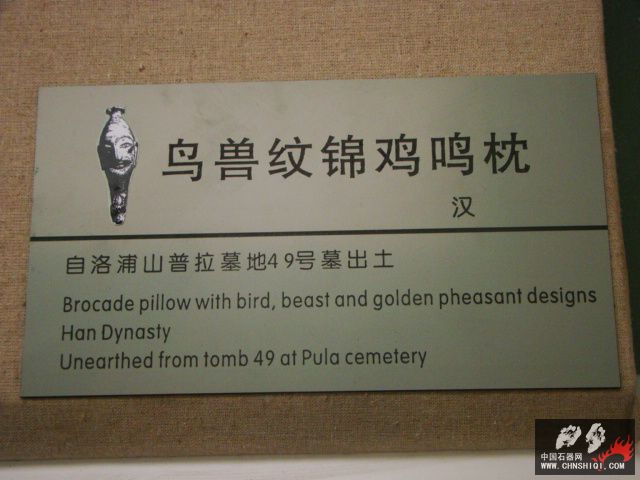 鸟兽纹锦鸡鸣枕
汉
自洛浦山普拉墓地49号墓出土
Brocade pillow with bird, beast and golden pheasant designs
Han Dynasty
Unearthed from tomb 49 at Pula cemetery
中国石器网
www.CHNSHIQI.COM